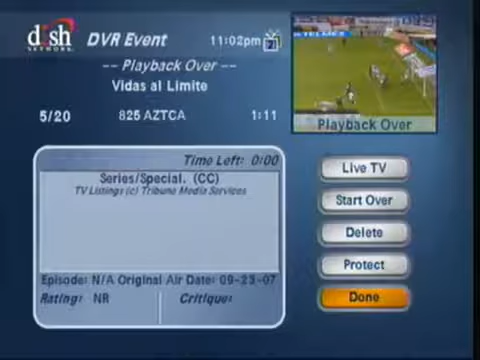 dish
NETWORK
DVR Event
11:02pm
-- Playback Over --
Vidas al Limite
5/20 825 AZTCA 1:11
Playback Over
Time Left: 0:00
Series/Special. (CC)
TV Listings (c) Tribune Media Services
Episode: N/A Original Air Date: 09-23-07
Rating: NR Critique:
Live TV
Start Over
Delete
Protect
Done